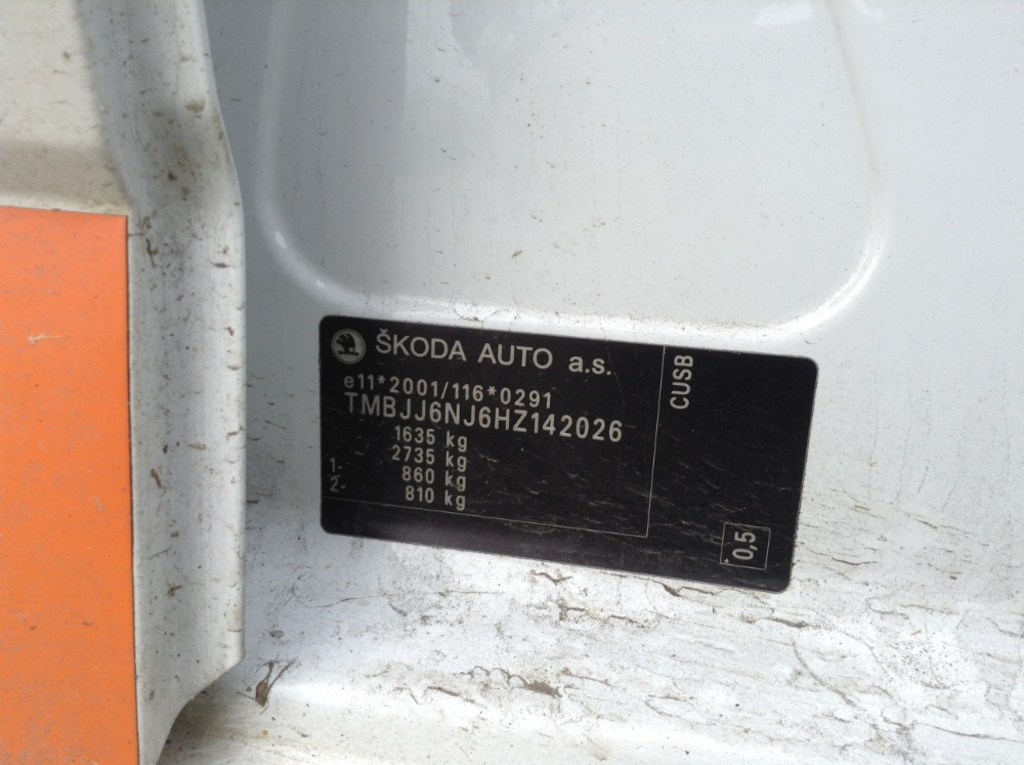 ŠKODA AUTO a.s.
e11*2001/116*0291
TMBJJ6NJ6HZ142026
1635 kg
2735 kg
1- 860 kg
2- 810 kg
CUSB
0,5